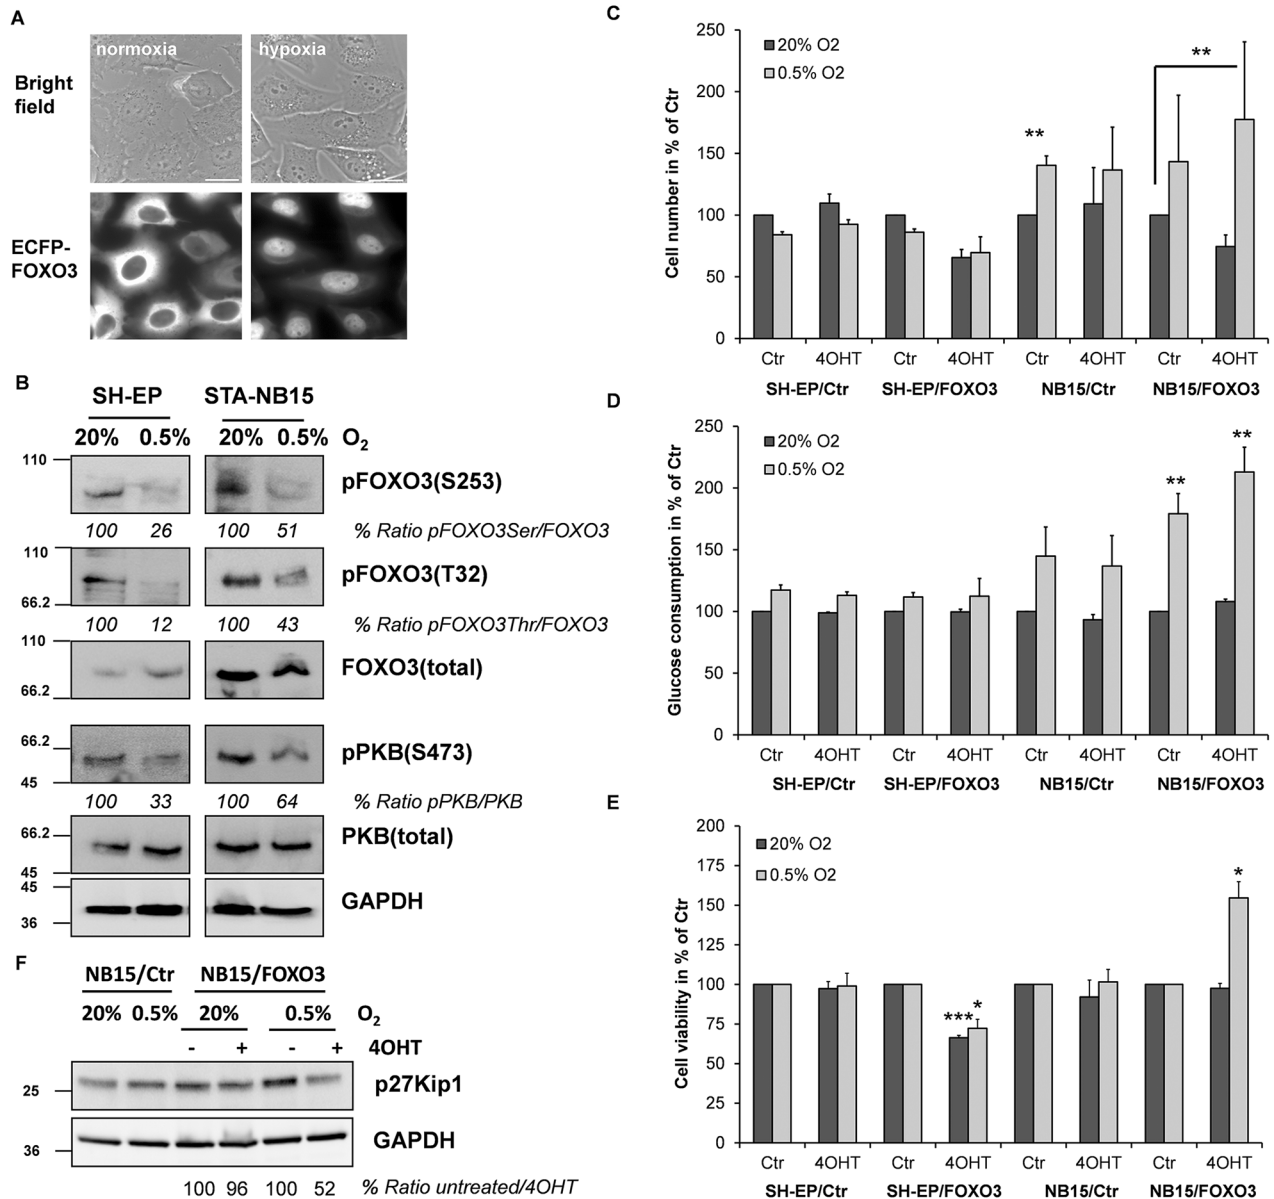 A
normoxia
hypoxia
Bright
field
ECFP-
FOXO3
B
SH-EP
STA-NB15
20% 0.5% 20% 0.5% O2
110
pFOXO3(S253)
100 26 100 51 % Ratio pFOXO3Ser/FOXO3
110
pFOXO3(T32)
66.2
100 12 100 43 % Ratio pFOXO3Thr/FOXO3
110
FOXO3(total)
66.2
66.2
pPKB(S473)
45
100 33 100 64 % Ratio pPKB/PKB
66.2
PKB(total)
45
45
GAPDH
36
F
NB15/Ctr NB15/FOXO3
20% 0.5% 20% 0.5% O2
- + - + 4OHT
25
p27Kip1
36
GAPDH
100 96 100 52 % Ratio untreated/4OHT
C
Cell number in % of Ctr
250
200
150
100
50
0
20% O2
0.5% O2
**
**
Ctr 4OHT Ctr 4OHT Ctr 4OHT Ctr 4OHT
SH-EP/Ctr SH-EP/FOXO3 NB15/Ctr NB15/FOXO3
D
Glucose consumption in % of Ctr
250
200
150
100
50
0
20% O2
0.5% O2
**
**
Ctr 4OHT Ctr 4OHT Ctr 4OHT Ctr 4OHT
SH-EP/Ctr SH-EP/FOXO3 NB15/Ctr NB15/FOXO3
E
Cell viability in % of Ctr
200
175
150
125
100
75
50
25
0
20% O2
0.5% O2
***
*
*
Ctr 4OHT Ctr 4OHT Ctr 4OHT Ctr 4OHT
SH-EP/Ctr SH-EP/FOXO3 NB15/Ctr NB15/FOXO3